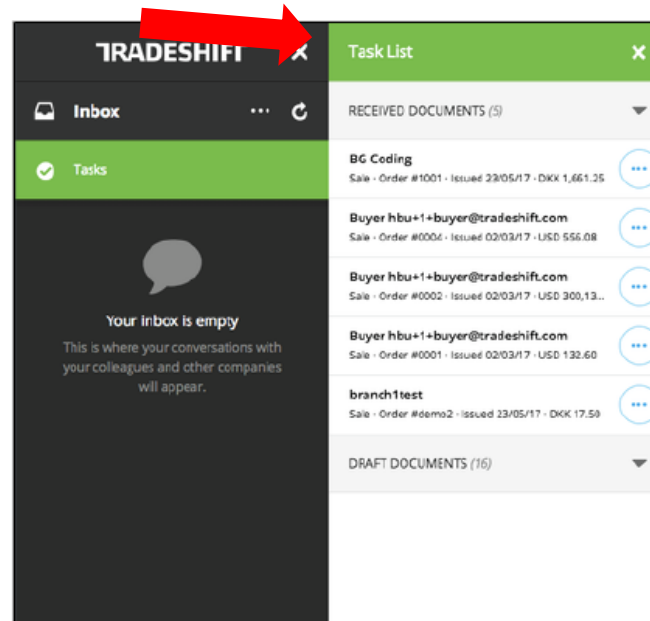 TRADESHIFT
Inbox
Tasks
Your inbox is empty
This is where your conversations with
your colleagues and other companies
will appear.
Task List
RECEIVED DOCUMENTS (5)
BG Coding
Sale · Order #1001 · Issued 23/05/17 · DKK 1,661.25
Buyer hbu+1+buyer@tradeshift.com
Sale · Order #0004 · Issued 02/03/17 · USD 556.08
Buyer hbu+1+buyer@tradeshift.com
Sale · Order #0002 · Issued 02/03/17 · USD 300,13...
Buyer hbu+1+buyer@tradeshift.com
Sale · Order #0001 · Issued 02/03/17 · USD 132.60
branch1test
Sale · Order #demo2 · Issued 23/05/17 · DKK 17.50
DRAFT DOCUMENTS (16)